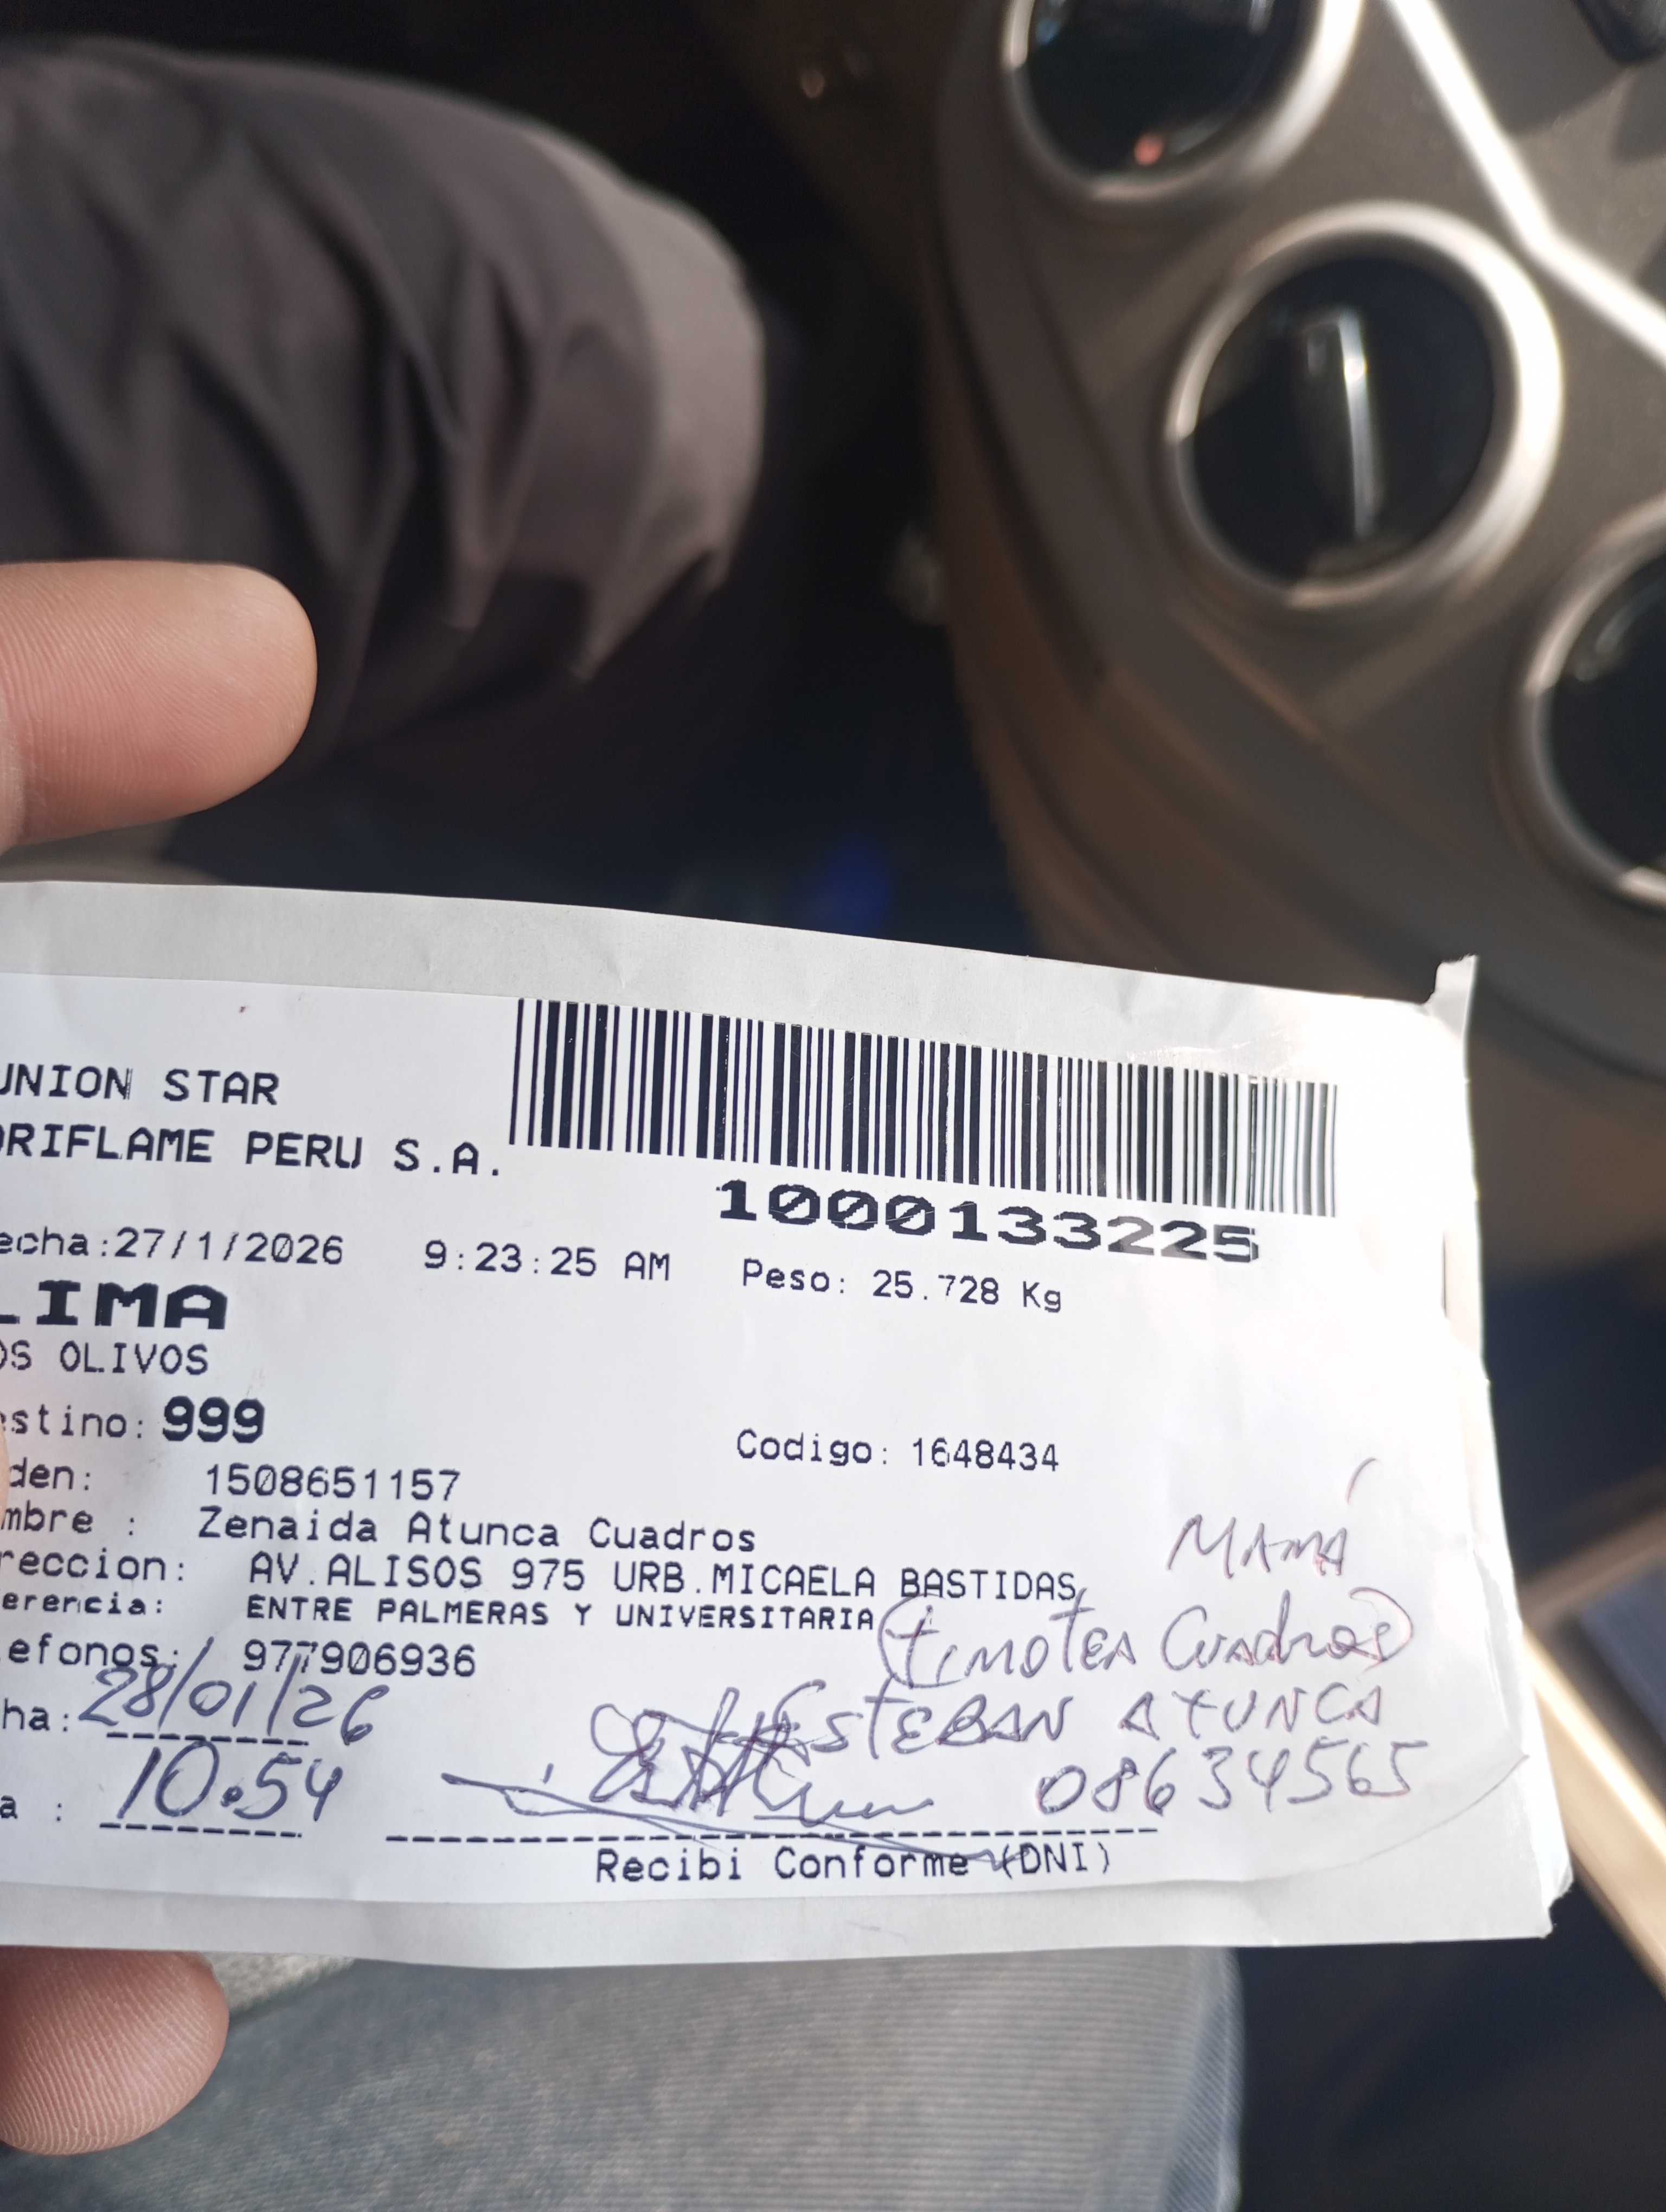 UNION STAR
ORIFLAME PERU S.A.
1000133225
echa:27/1/2026 9:23:25 AM Peso: 25.728 Kg
LIMA
OS OLIVOS
estino: 999
Codigo: 1648434
den: 1508651157
mbre : Zenaida Atunca Cuadros
reccion: AV.ALISOS 975 URB.MICAELA BASTIDAS
MAMÁ
erencia: ENTRE PALMERAS Y UNIVERSITARIA
(timotea Cuadros)
efonos: 977906936
ha: 28/01/26
ESTEBAN ATUNCA
a : 10.54
08634565
Recibi Conforme (DNI)